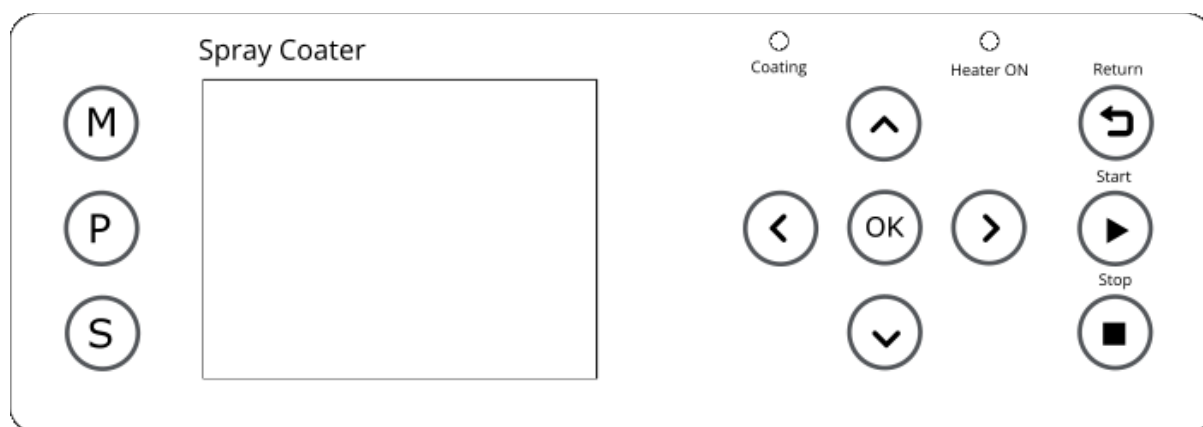 Spray Coater
Coating
Heater ON
Return
M
P
OK
Start
S
Stop